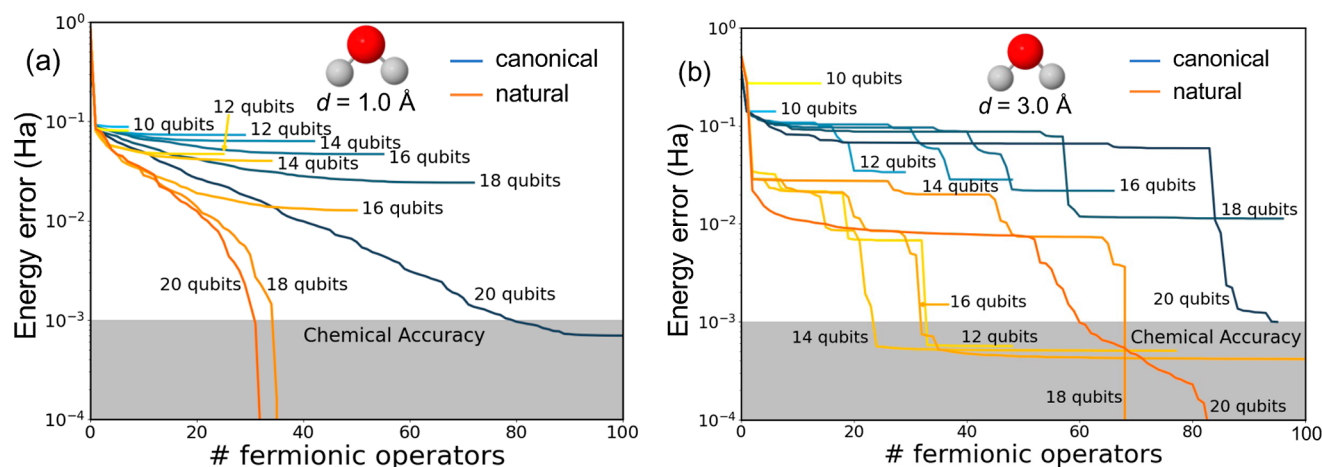 (a)
canonical
natural
d = 1.0 Å
10 qubits
12 qubits
12 qubits
14 qubits
14 qubits
16 qubits
18 qubits
16 qubits
20 qubits
18 qubits
20 qubits
Chemical Accuracy
Energy error (Ha)
10⁰
10⁻¹
10⁻²
10⁻³
10⁻⁴
0 20 40 60 80 100
# fermionic operators
(b)
canonical
natural
d = 3.0 Å
10 qubits
10 qubits
12 qubits
14 qubits
16 qubits
18 qubits
16 qubits
20 qubits
14 qubits
12 qubits
Chemical Accuracy
18 qubits
20 qubits
Energy error (Ha)
10⁰
10⁻¹
10⁻²
10⁻³
10⁻⁴
0 20 40 60 80 100
# fermionic operators